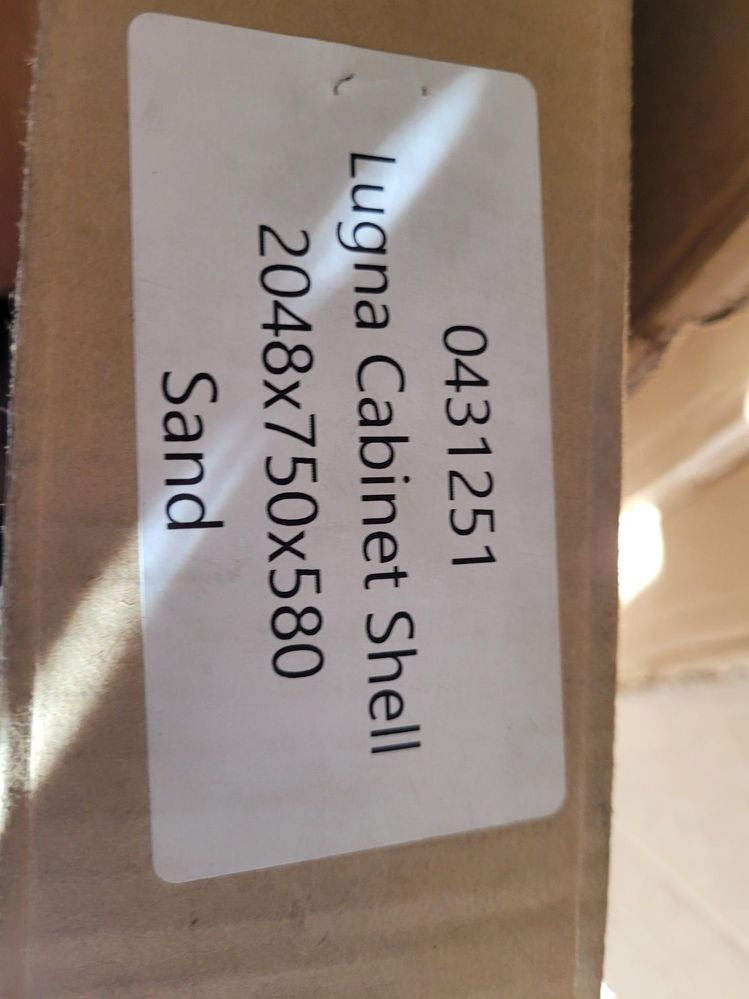 0431251
Lugna Cabinet Shell
2048x750x580
Sand